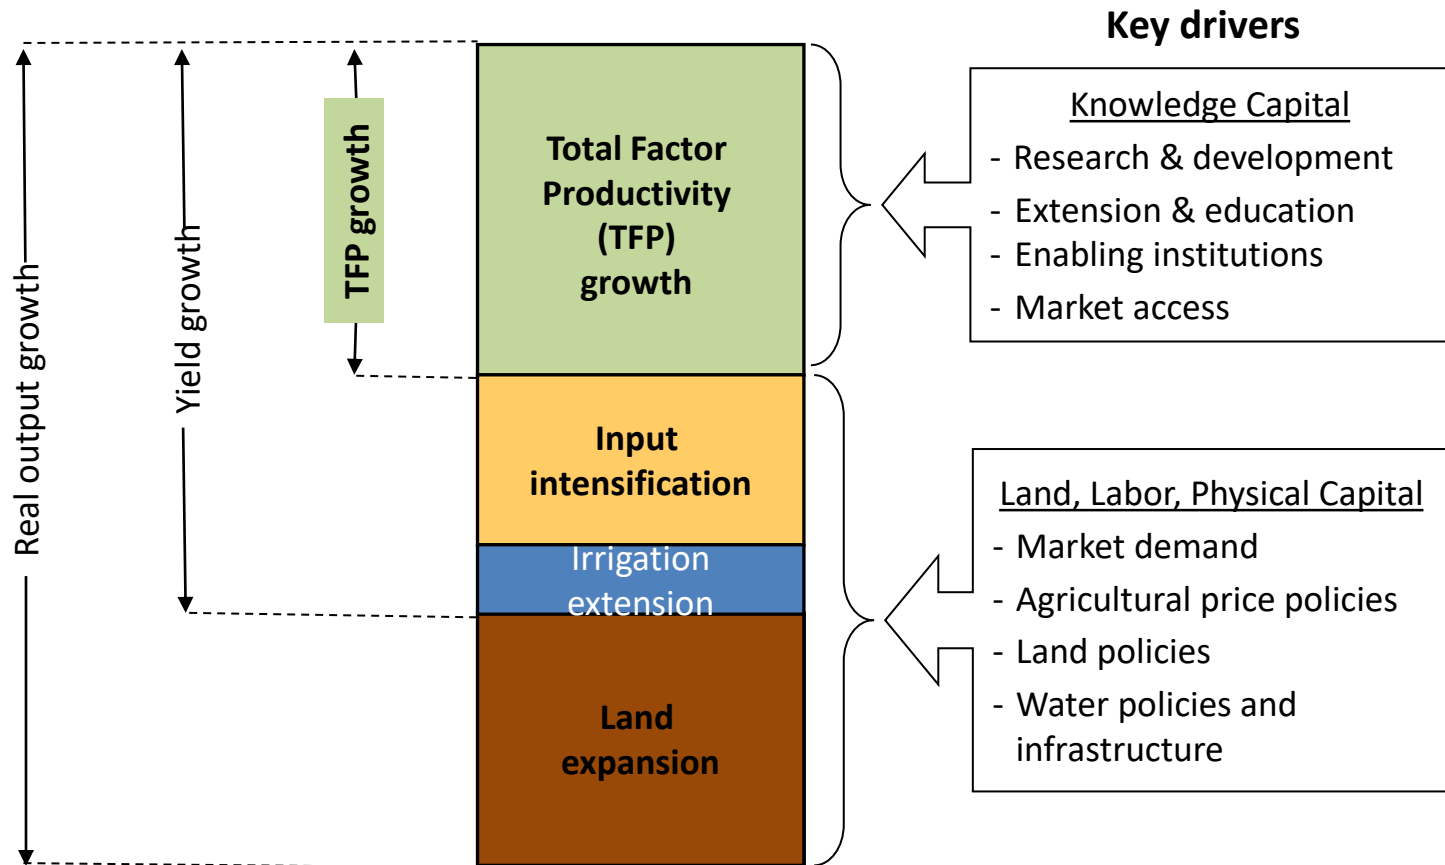 Key drivers
Real output growth
Yield growth
TFP growth
Total Factor
Productivity
(TFP)
growth
Input
intensification
Irrigation
extension
Land
expansion
Knowledge Capital
- Research & development
- Extension & education
- Enabling institutions
- Market access
Land, Labor, Physical Capital
- Market demand
- Agricultural price policies
- Land policies
- Water policies and
infrastructure